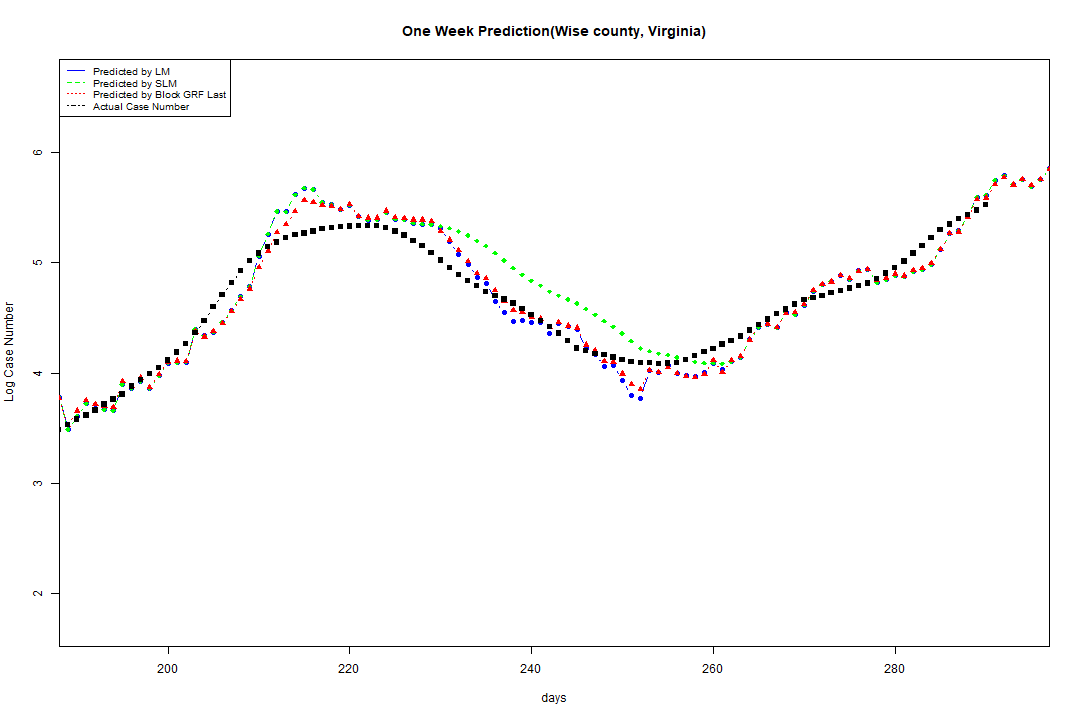 One Week Prediction(Wise county, Virginia)
Predicted by LM
Predicted by SLM
Predicted by Block GRF Last
Actual Case Number
6
5
4
3
2
Log Case Number
200 220 240 260 280
days